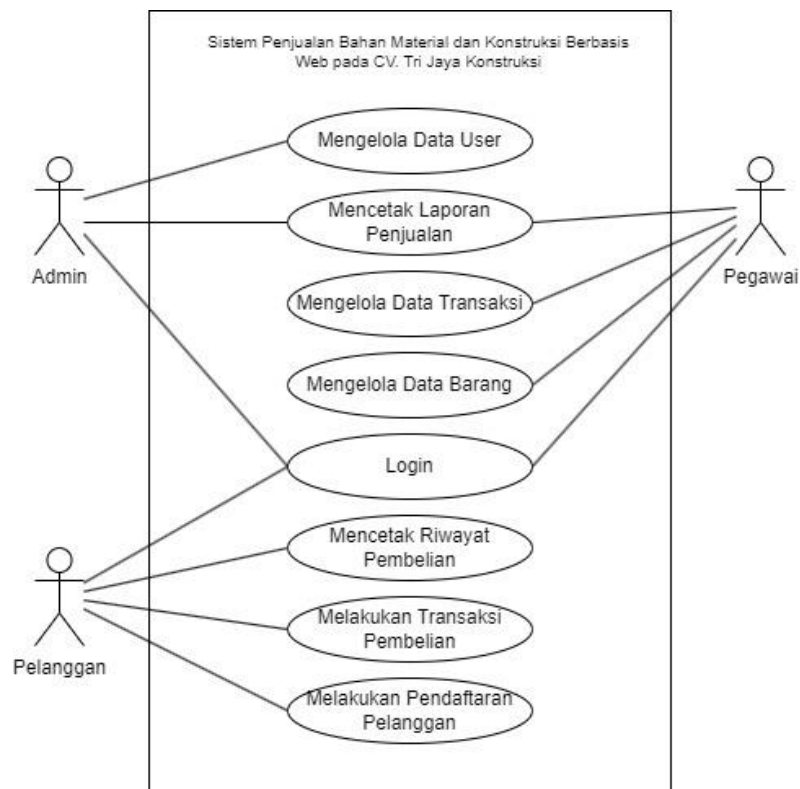 Sistem Penjualan Bahan Material dan Konstruksi Berbasis
Web pada CV. Tri Jaya Konstruksi
Mengelola Data User
Mencetak Laporan
Penjualan
Admin
Pegawai
Mengelola Data Transaksi
Mengelola Data Barang
Login
Mencetak Riwayat
Pembelian
Melakukan Transaksi
Pembelian
Pelanggan
Melakukan Pendaftaran
Pelanggan